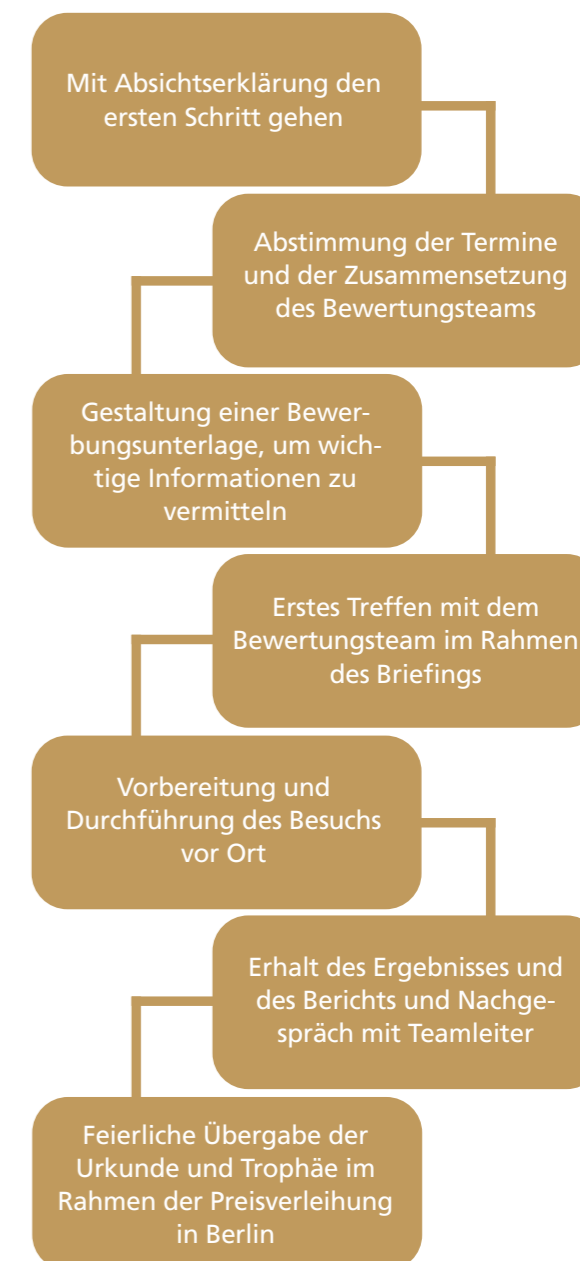 Mit Absichtserklärung den
ersten Schritt gehen
Abstimmung der Termine
und der Zusammensetzung
des Bewertungsteams
Gestaltung einer Bewer-
bungsunterlage, um wich-
tige Informationen zu
vermitteln
Erstes Treffen mit dem
Bewertungsteam im Rahmen
des Briefings
Vorbereitung und
Durchführung des Besuchs
vor Ort
Erhalt des Ergebnisses und
des Berichts und Nachge-
spräch mit Teamleiter
Feierliche Übergabe der
Urkunde und Trophäe im
Rahmen der Preisverleihung
in Berlin